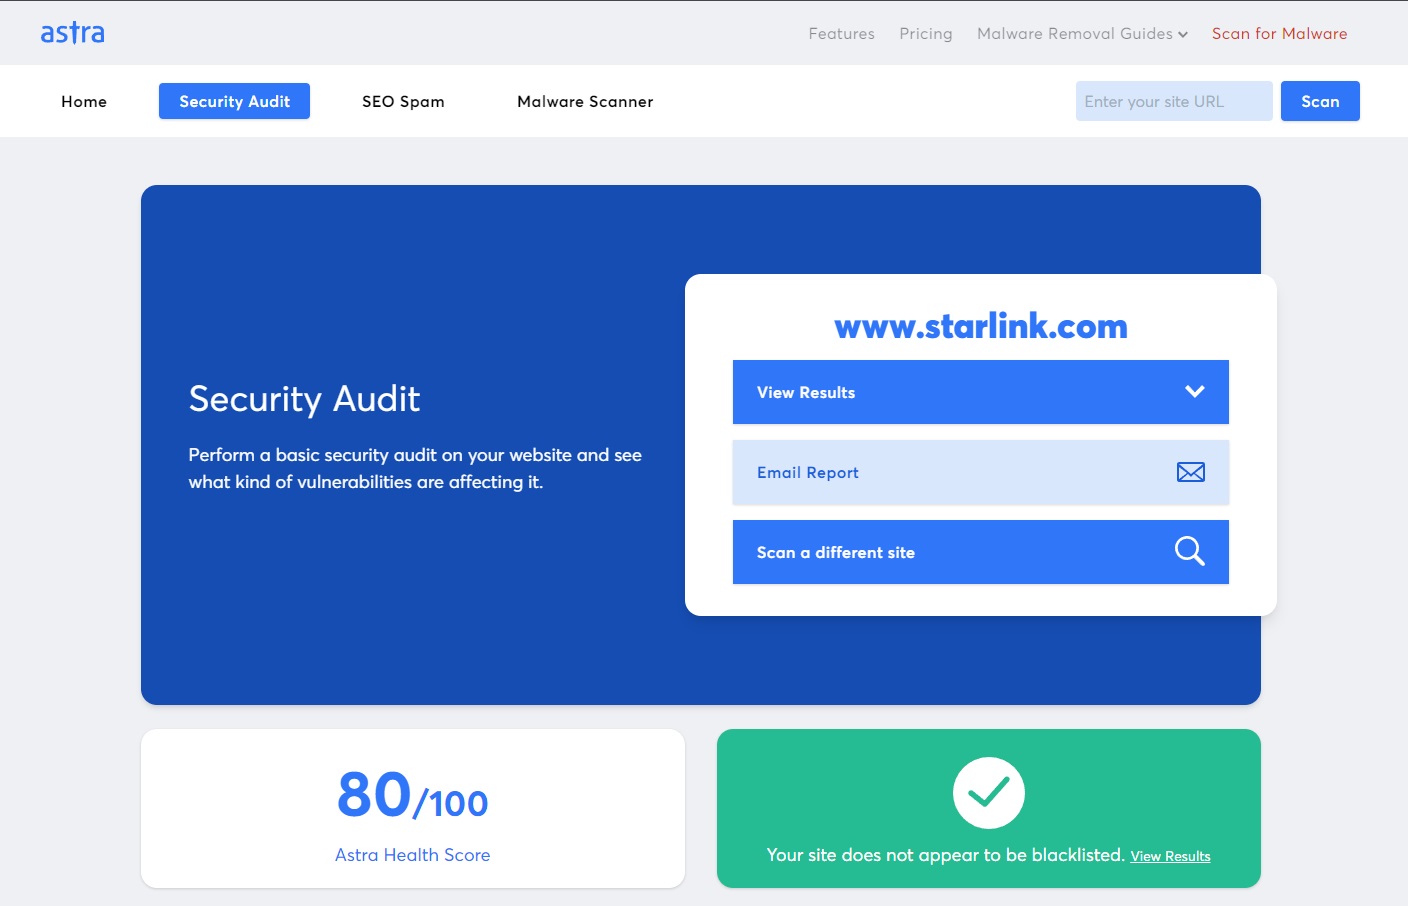 astra
Features
Pricing
Malware Removal Guides
Scan for Malware
Home
Security Audit
SEO Spam
Malware Scanner
Enter your site URL
Scan
Security Audit
Perform a basic security audit on your website and see
what kind of vulnerabilities are affecting it.
www.starlink.com
View Results
Email Report
Scan a different site
80/100
Astra Health Score
Your site does not appear to be blacklisted. View Results